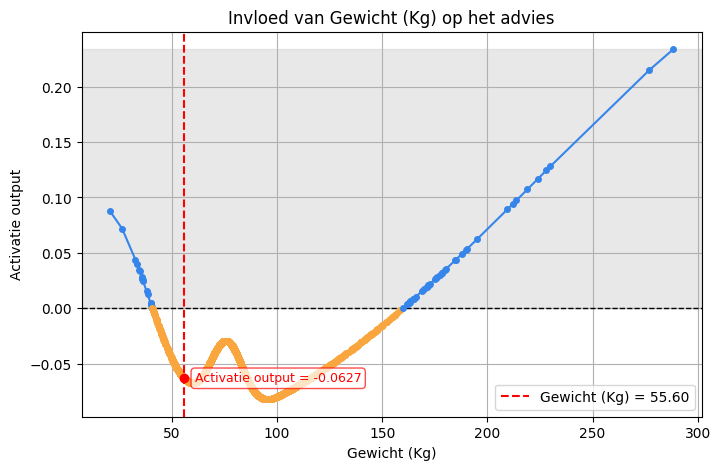 Invloed van Gewicht (Kg) op het advies
Activatie output
0.20
0.15
0.10
0.05
0.00
−0.05
Activatie output = -0.0627
Gewicht (Kg) = 55.60
50
100
150
200
250
300
Gewicht (Kg)